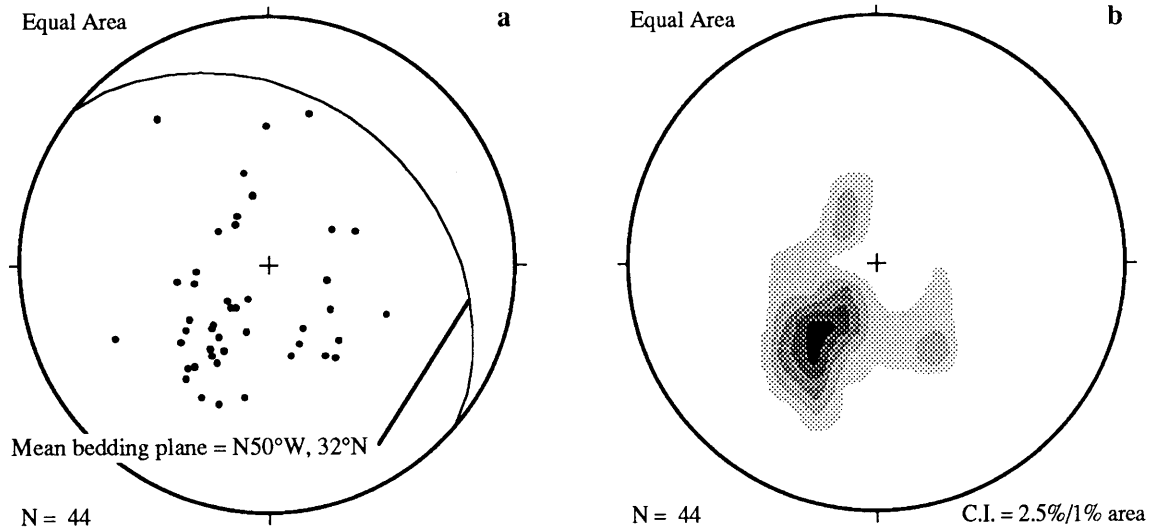 Equal Area
a
Mean bedding plane = N50°W, 32°N
N = 44
Equal Area
b
N = 44
C.I. = 2.5%/1% area